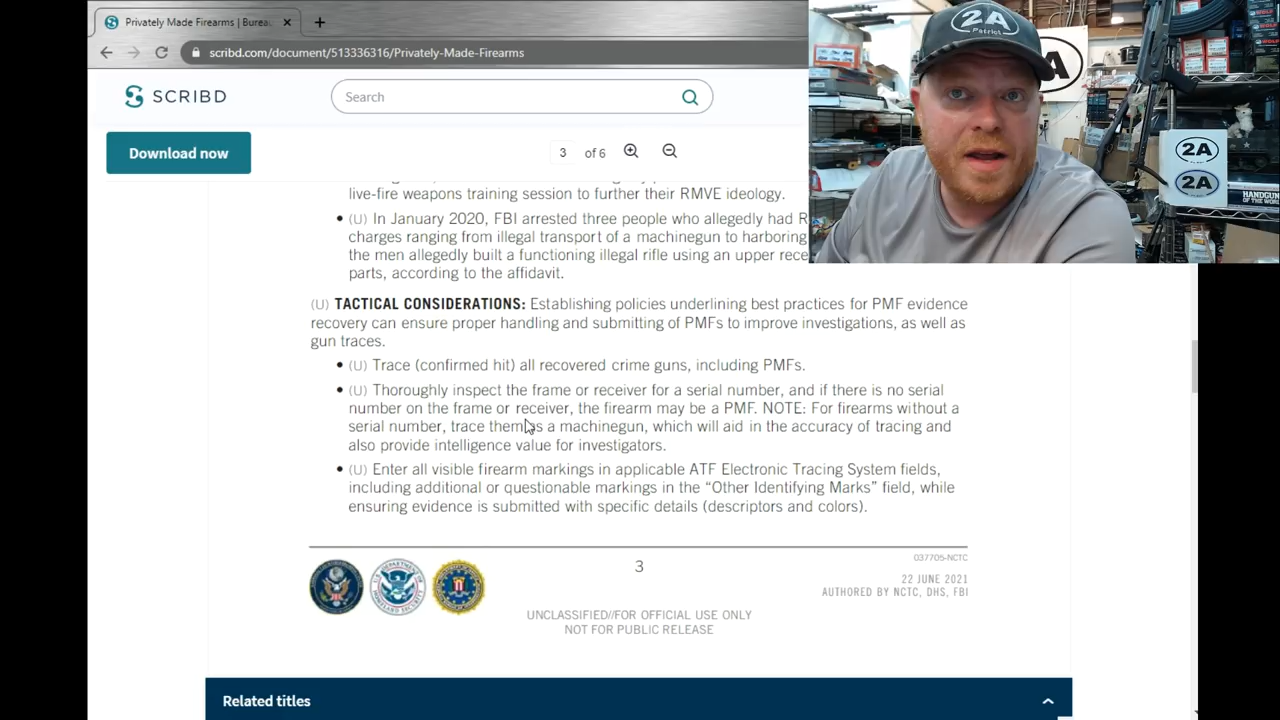 Privately Made Firearms | Burea
scribd.com/document/513336316/Privately-Made-Firearms
SCRIBD
Search
Download now
3 of 6
live-fire weapons training session to further their RMVE ideology.
• (U) In January 2020, FBI arrested three people who allegedly had R
charges ranging from illegal transport of a machinegun to harboring
the men allegedly built a functioning illegal rifle using an upper rece
parts, according to the affidavit.
(U) TACTICAL CONSIDERATIONS: Establishing policies underlining best practices for PMF evidence
recovery can ensure proper handling and submitting of PMFs to improve investigations, as well as
gun traces.
• (U) Trace (confirmed hit) all recovered crime guns, including PMFs.
• (U) Thoroughly inspect the frame or receiver for a serial number, and if there is no serial
number on the frame or receiver, the firearm may be a PMF. NOTE: For firearms without a
serial number, trace them as a machinegun, which will aid in the accuracy of tracing and
also provide intelligence value for investigators.
• (U) Enter all visible firearm markings in applicable ATF Electronic Tracing System fields,
including additional or questionable markings in the “Other Identifying Marks” field, while
ensuring evidence is submitted with specific details (descriptors and colors).
3
037705-NCTC
22 JUNE 2021
AUTHORED BY NCTC, DHS, FBI
UNCLASSIFIED//FOR OFFICIAL USE ONLY
NOT FOR PUBLIC RELEASE
Related titles
2A
Patriot
2A
2A
2A
HANDGUN
OF THE WOR